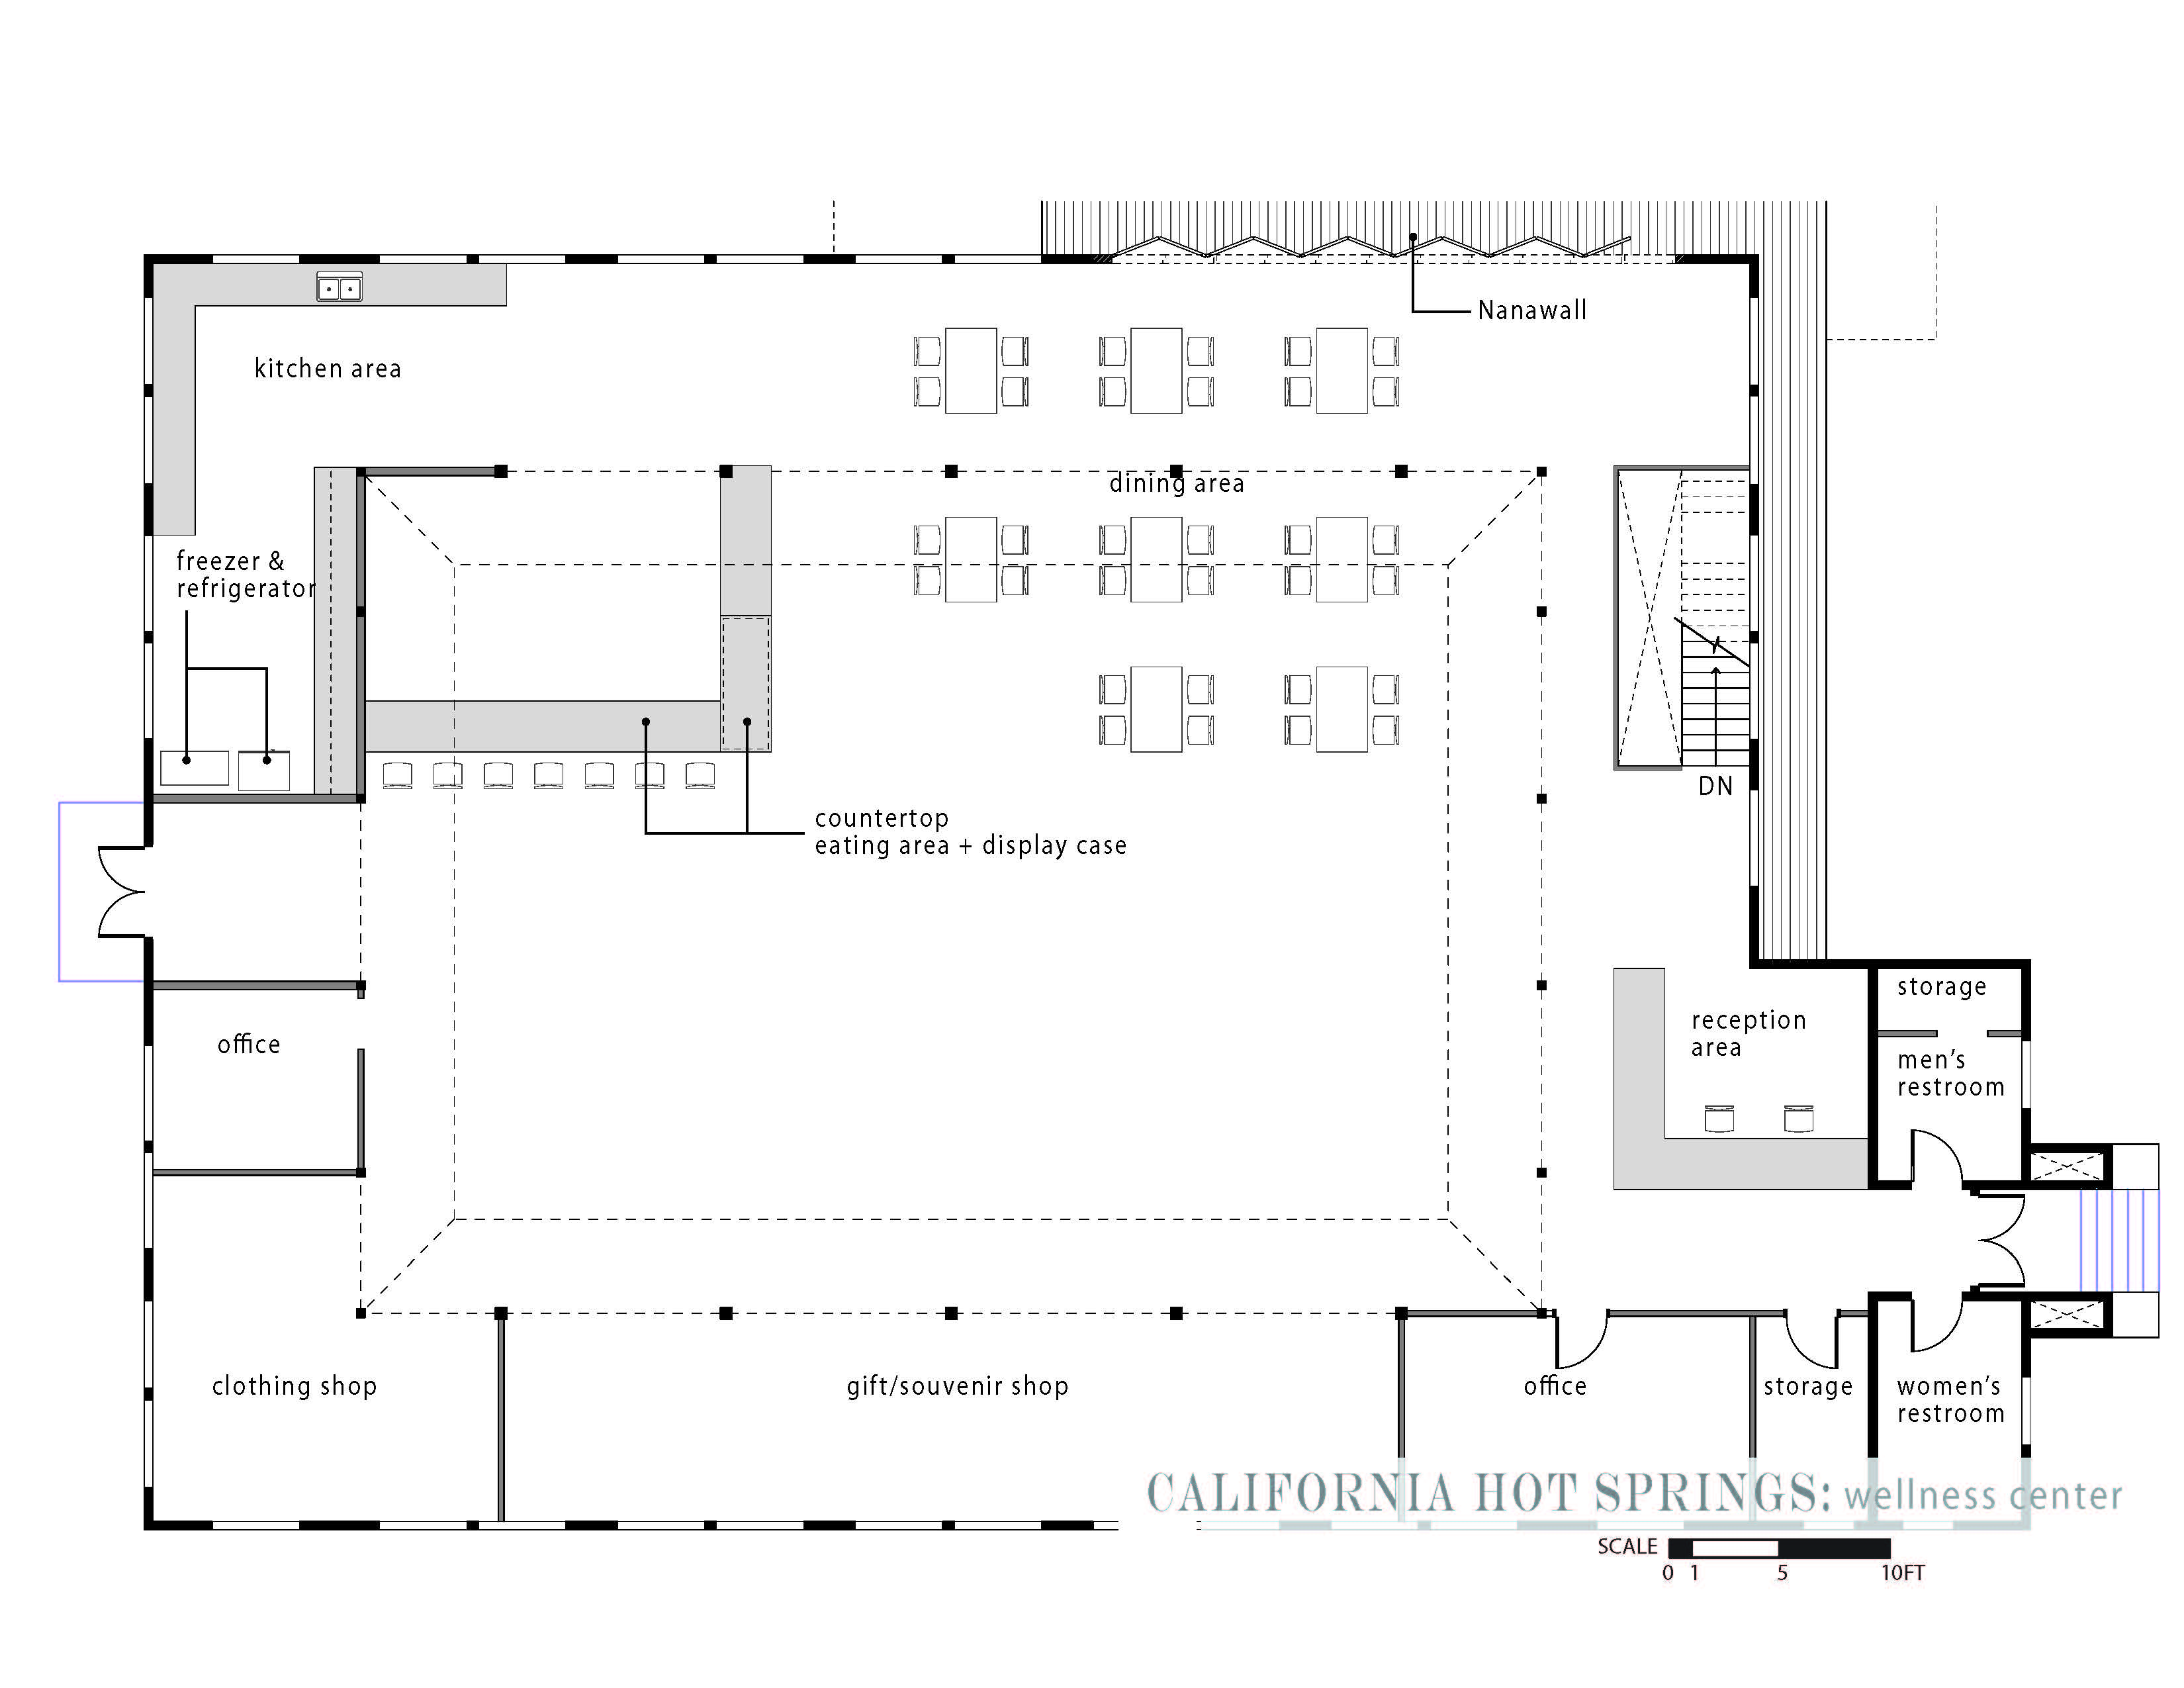 Nanawall
kitchen area
dining area
freezer &
refrigerator
DN
countertop
eating area + display case
storage
reception
area
office
men's
restroom
clothing shop
gift/souvenir shop
office
storage
women's
restroom
CALIFORNIA HOT SPRINGS: wellness center
SCALE
0 1 5 10FT